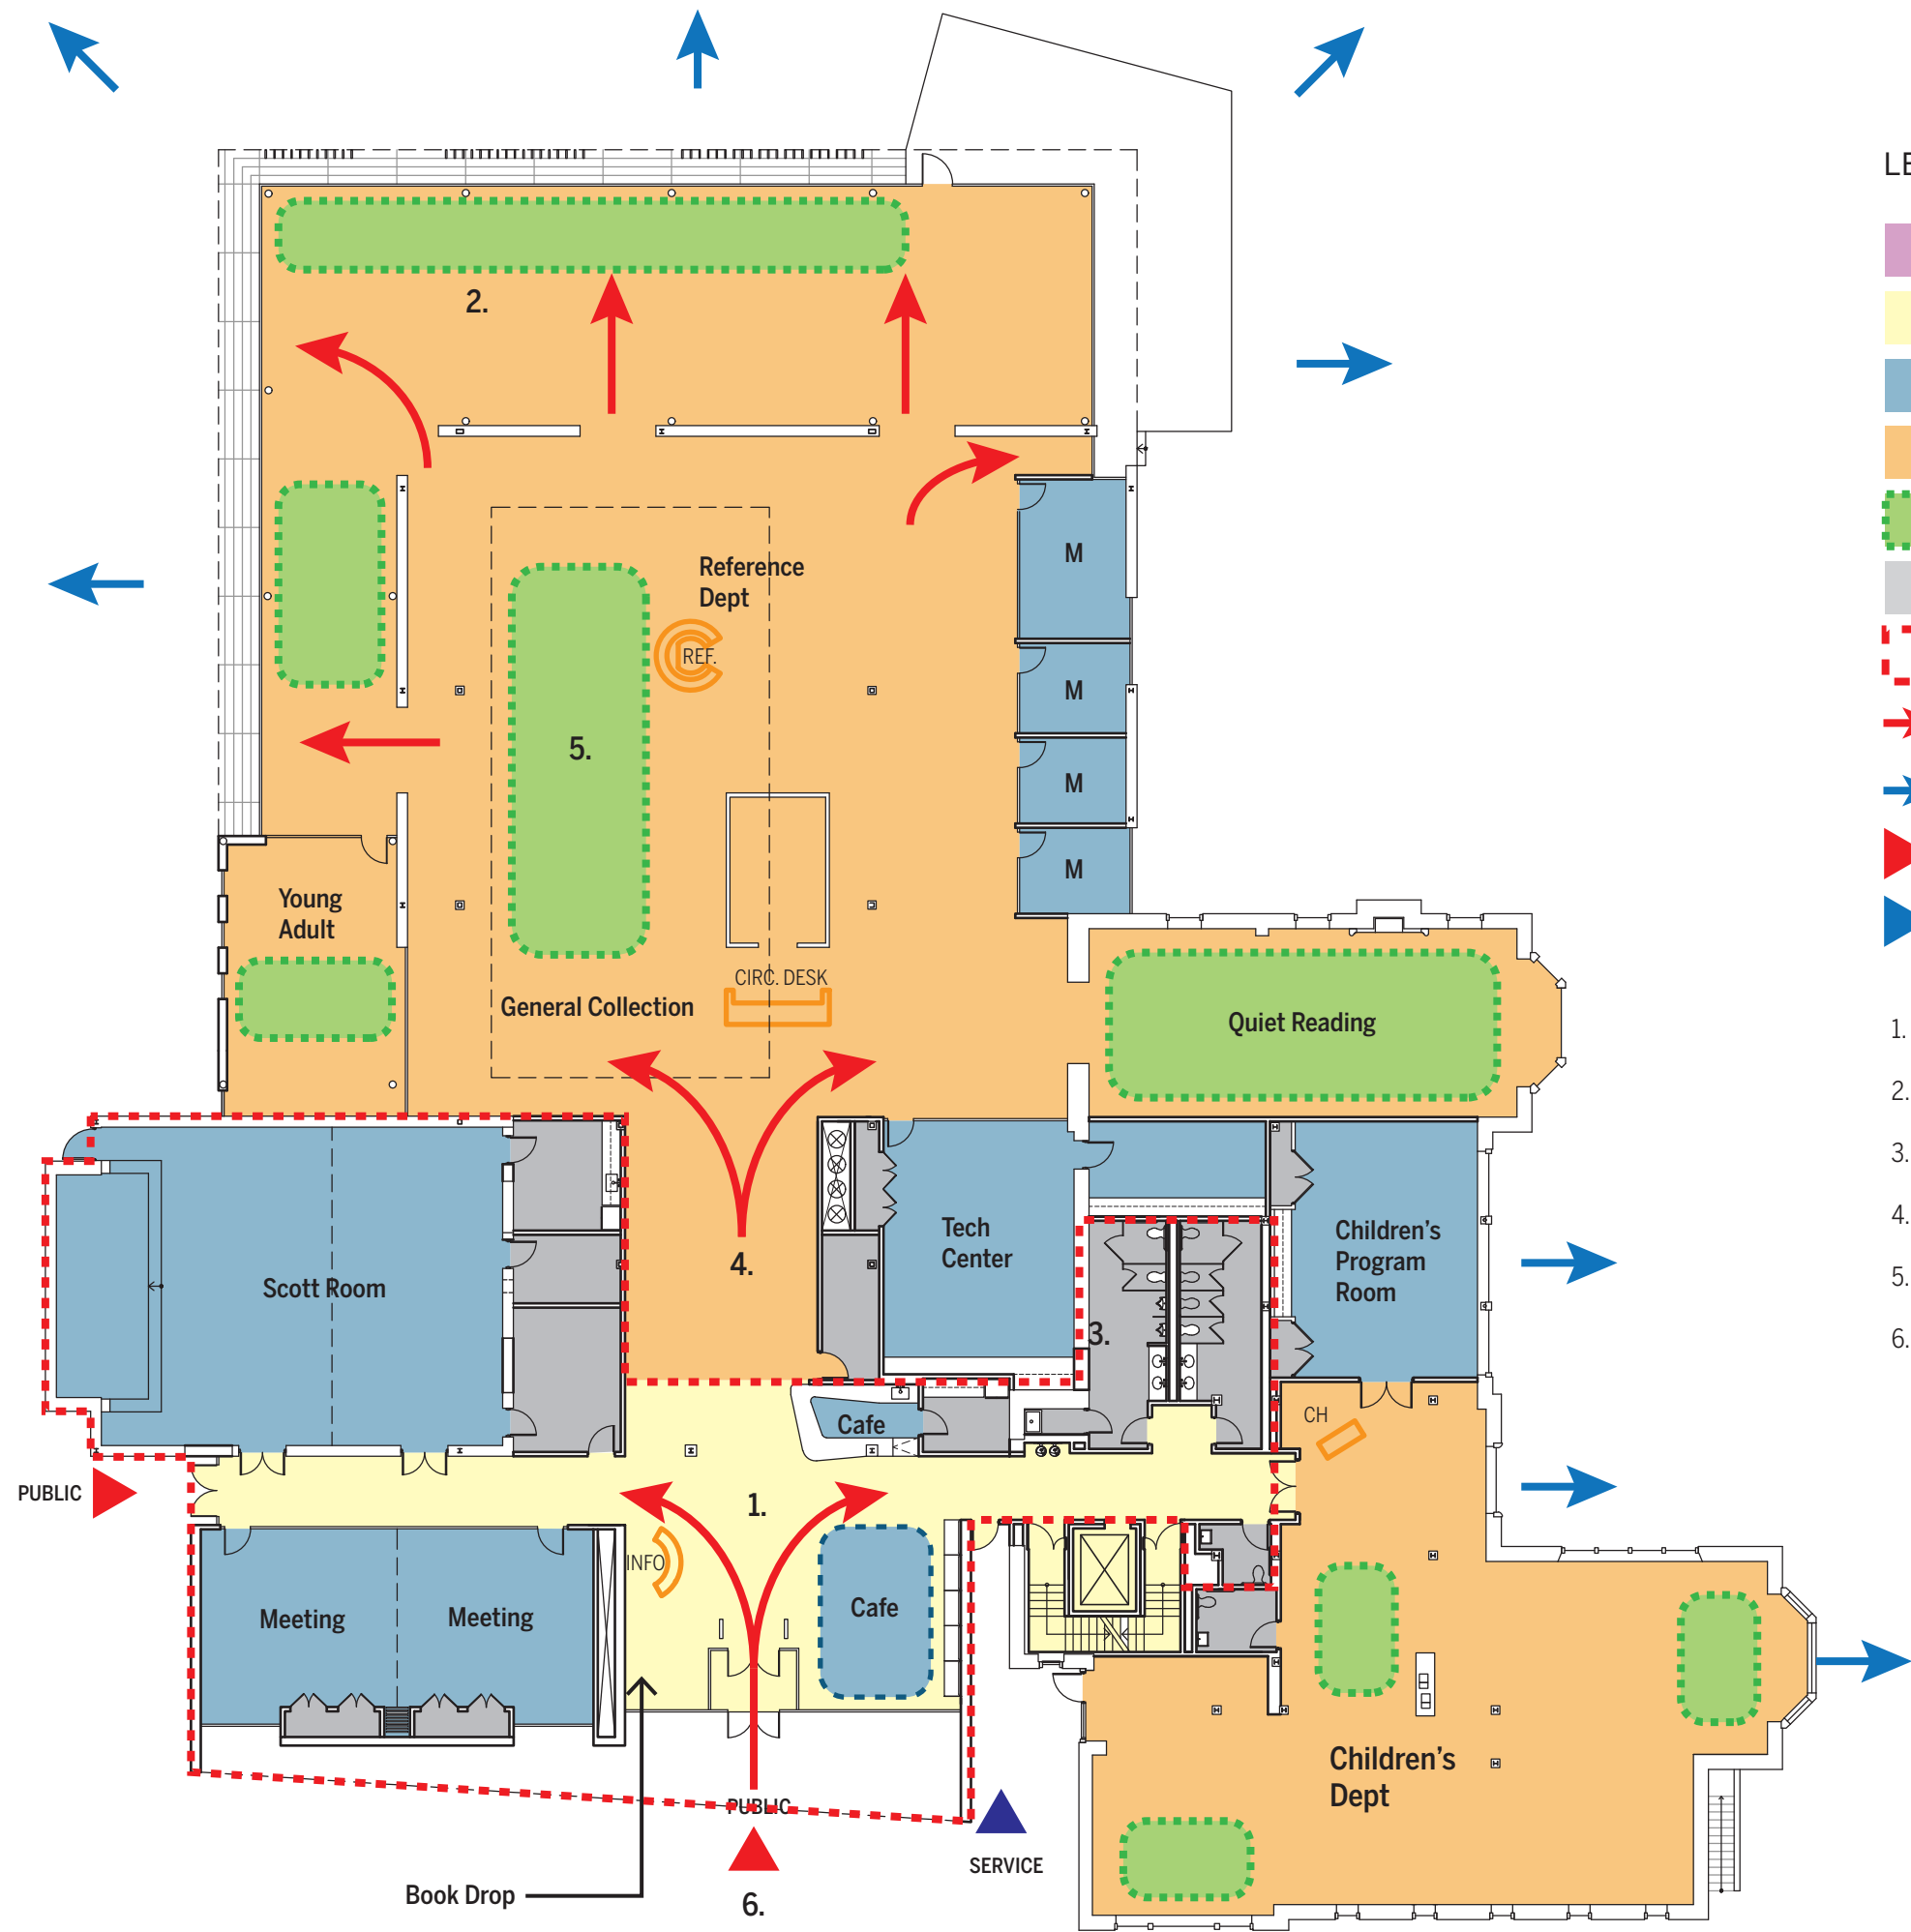 LE
2.
Reference
Dept
REF.
5.
M
M
M
M
Young
Adult
CIRC. DESK
General Collection
Quiet Reading
1.
2.
3.
4.
5.
6.
Scott Room
4.
Tech
Center
3.
Children's
Program
Room
Cafe
CH
PUBLIC
1.
INFO
Meeting
Meeting
Cafe
Children's
Dept
PUBLIC
SERVICE
Book Drop
6.